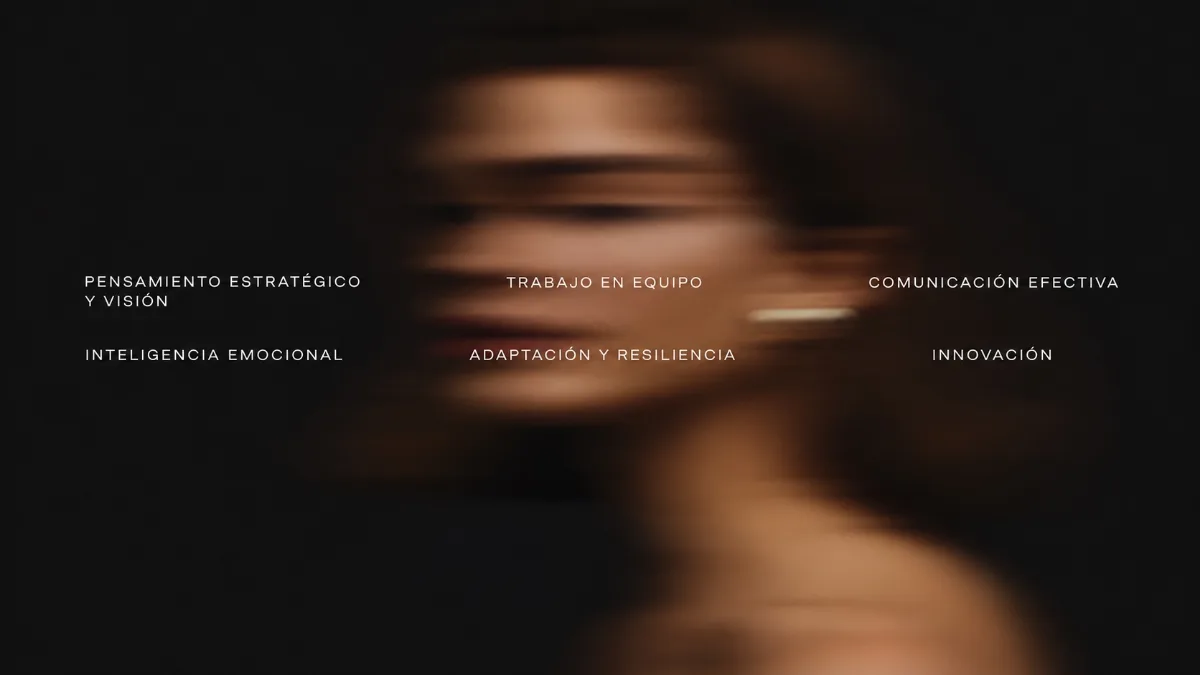 PENSAMIENTO ESTRATÉGICO
Y VISIÓN
TRABAJO EN EQUIPO
COMUNICACIÓN EFECTIVA
INTELIGENCIA EMOCIONAL
ADAPTACIÓN Y RESILIENCIA
INNOVACIÓN